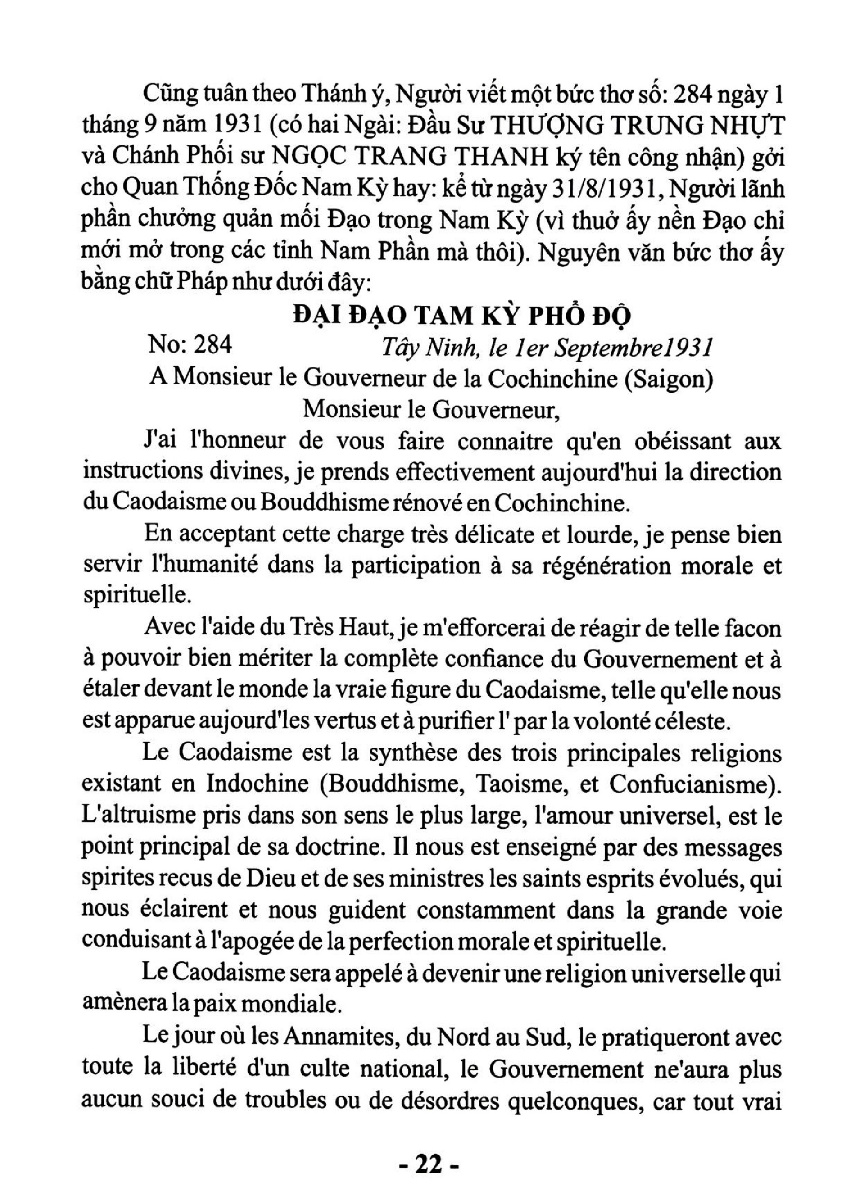 Cũng tuân theo Thánh ý, Người viết một bức thơ số: 284 ngày 1
tháng 9 năm 1931 (có hai Ngài: Đầu Sư THƯỢNG TRUNG NHỰT
và Chánh Phối sư NGỌC TRANG THANH ký tên công nhận) gởi
cho Quan Thống Đốc Nam Kỳ hay: kể từ ngày 31/8/1931, Người lãnh
phần chưởng quản mối Đạo trong Nam Kỳ (vì thuở ấy nền Đạo chỉ
mới mở trong các tỉnh Nam Phần mà thôi). Nguyên văn bức thơ ấy
bằng chữ Pháp như dưới đây:
ĐẠI ĐẠO TAM KỲ PHỔ ĐỘ
No: 284 Tây Ninh, le 1er Septembre1931
A Monsieur le Gouverneur de la Cochinchine (Saigon)
Monsieur le Gouverneur,
J'ai l'honneur de vous faire connaitre qu'en obéissant aux
instructions divines, je prends effectivement aujourd'hui la direction
du Caodaisme ou Bouddhisme rénové en Cochinchine.
En acceptant cette charge très délicate et lourde, je pense bien
servir l'humanité dans la participation à sa régénération morale et
spirituelle.
Avec l'aide du Très Haut, je m'efforcerai de réagir de telle facon
à pouvoir bien mériter la complète confiance du Gouvernement et à
étaler devant le monde la vraie figure du Caodaisme, telle qu'elle nous
est apparue aujourd'les vertus et à purifier l' par la volonté céleste.
Le Caodaisme est la synthèse des trois principales religions
existant en Indochine (Bouddhisme, Taoisme, et Confucianisme).
L'altruisme pris dans son sens le plus large, l'amour universel, est le
point principal de sa doctrine. Il nous est enseigné par des messages
spirites recus de Dieu et de ses ministres les saints esprits évolués, qui
nous éclairent et nous guident constamment dans la grande voie
conduisant à l'apogée de la perfection morale et spirituelle.
Le Caodaisme sera appelé à devenir une religion universelle qui
amènera la paix mondiale.
Le jour où les Annamites, du Nord au Sud, le pratiqueront avec
toute la liberté d'un culte national, le Gouvernement ne'aura plus
aucun souci de troubles ou de désordres quelconques, car tout vrai
- 22 -